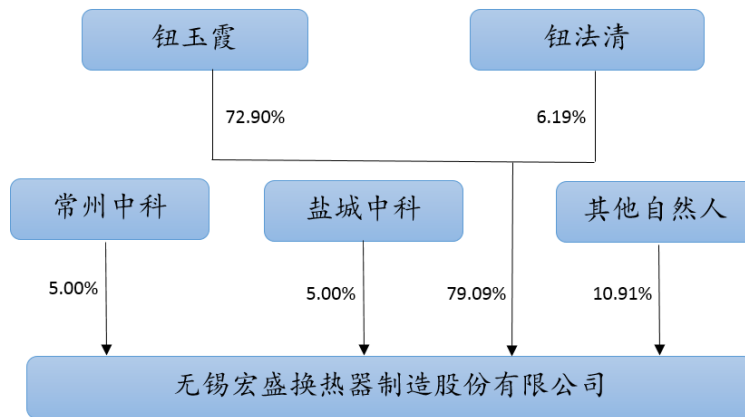 钮玉霞
钮法清
72.90%
6.19%
常州中科
盐城中科
其他自然人
5.00%
5.00%
79.09%
10.91%
无锡宏盛换热器制造股份有限公司